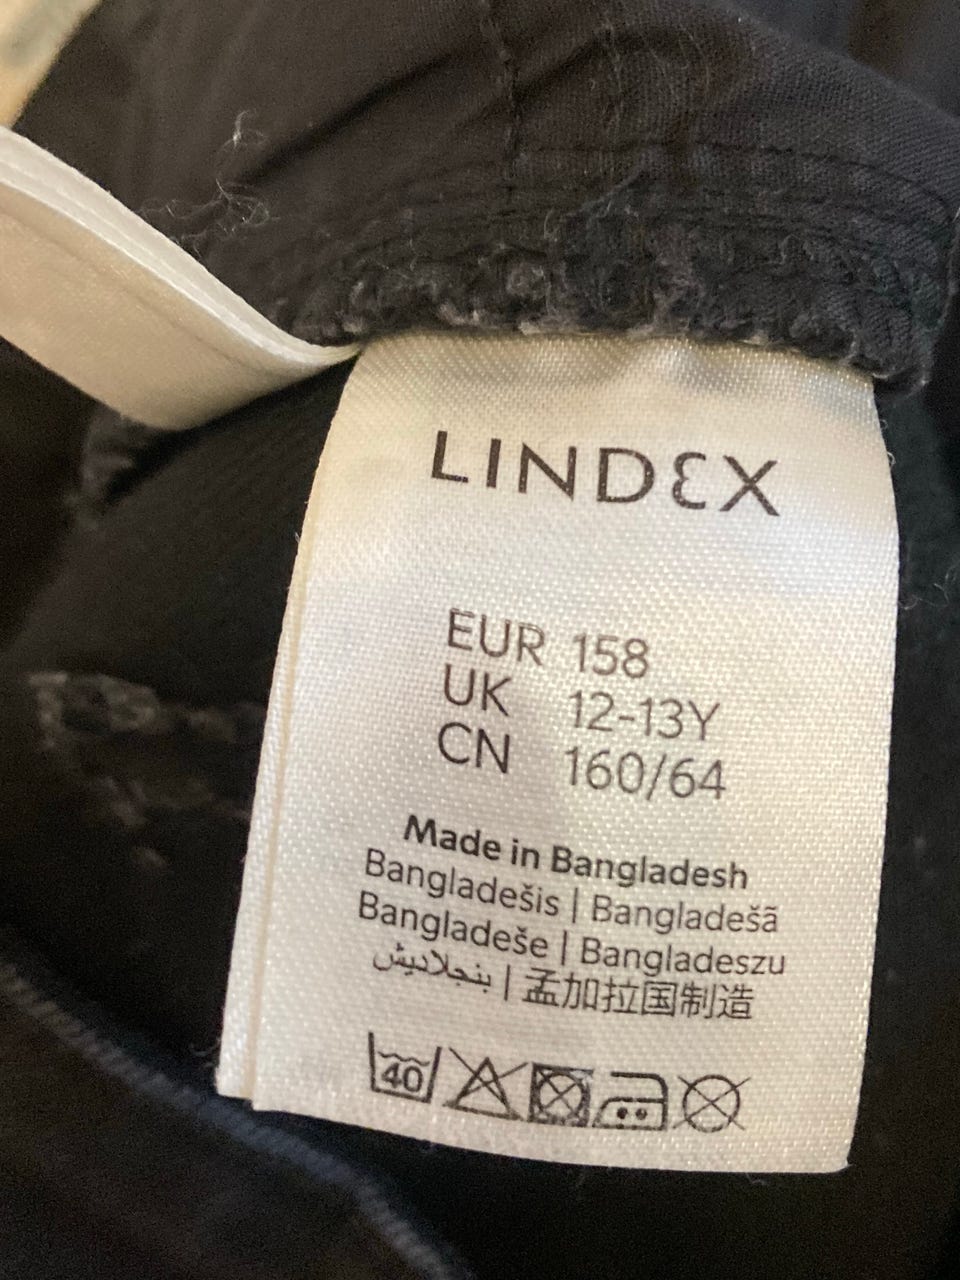 LINDEX
EUR 158
UK 12-13Y
CN 160/64
Made in Bangladesh
Bangladešis | Bangladešā
Bangladeše | Bangladeszu
بنجلاديش | 孟加拉国制造
40